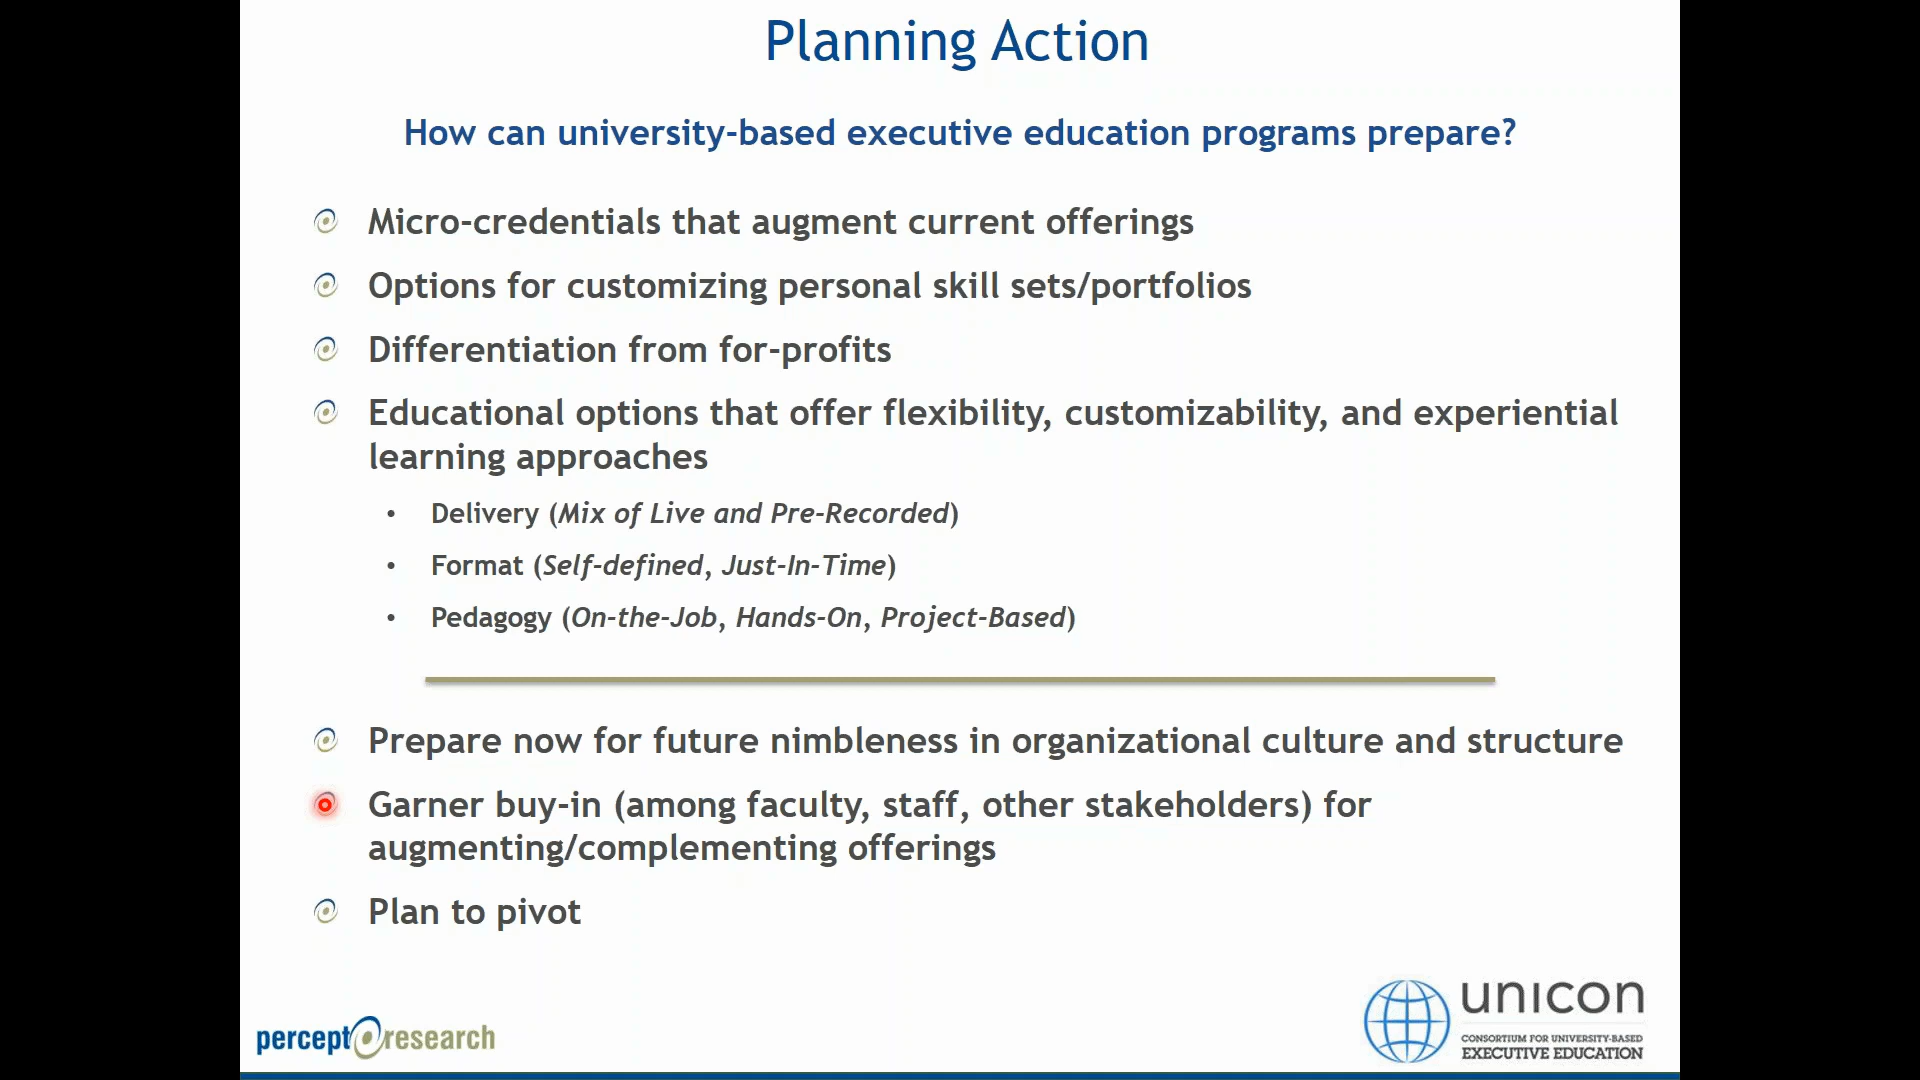 Planning Action
How can university-based executive education programs prepare?
Micro-credentials that augment current offerings
Options for customizing personal skill sets/portfolios
Differentiation from for-profits
Educational options that offer flexibility, customizability, and experiential
learning approaches
• Delivery (Mix of Live and Pre-Recorded)
• Format (Self-defined, Just-In-Time)
• Pedagogy (On-the-Job, Hands-On, Project-Based)
Prepare now for future nimbleness in organizational culture and structure
Garner buy-in (among faculty, staff, other stakeholders) for
augmenting/complementing offerings
Plan to pivot
percept research
unicon
CONSORTIUM FOR UNIVERSITY-BASED
EXECUTIVE EDUCATION